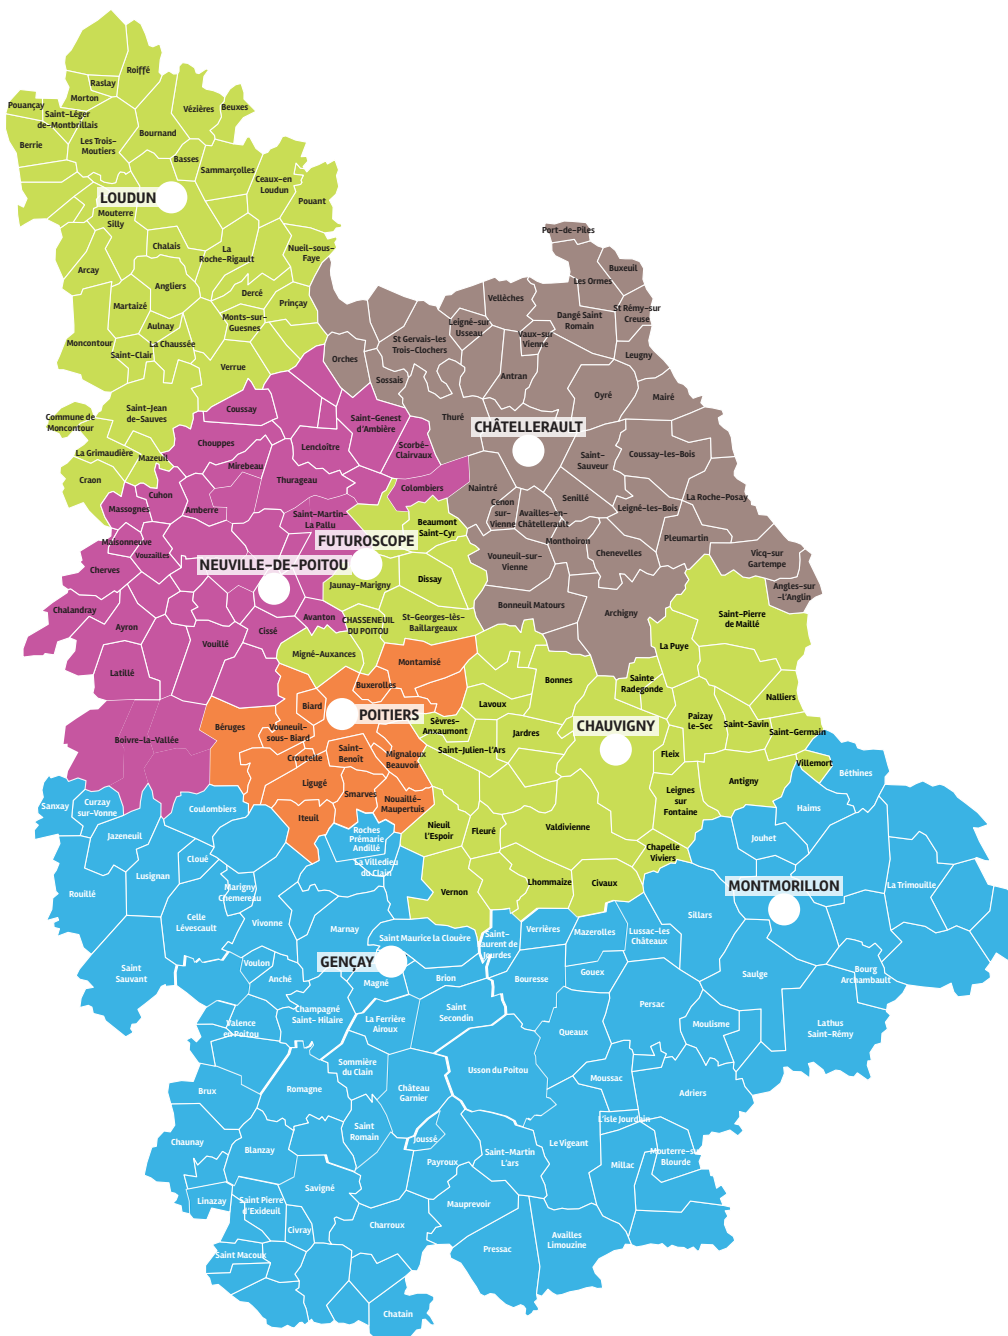 Roiffé
Raslay
Morton
Pouançay
Saint-Léger
de-Montbrillais
Vézières
Beuxes
Berrie
Les Trois-
Moutiers
Bournand
Basses
Sammarçolles
Ceaux-en
Loudun
LOUDUN
Pouant
Mouterre
Silly
Chalais
La
Roche-Rigault
Nueil-sous-
Faye
Arcay
Angliers
Dercé
Prinçay
Martaizé
Aulnay
Monts-sur-
Guesnes
Moncontour
La Chaussée
Saint-Clair
Verrue
Saint-Jean
de-Sauves
Commune de
Moncontour
La Grimaudière
Mazeuil
Craon
Port-de-Piles
Buxeuil
Les Ormes
Vellèches
St Rémy-sur
Creuse
Dangé Saint
Romain
Leigné-sur
Usseau
Vaux-sur
Vienne
St Gervais-les
Trois-Clochers
Leugny
Orches
Sossais
Antran
Oyré
Mairé
Thuré
CHÂTELLERAULT
Saint-
Sauveur
Coussay-les-Bois
Naintré
Cenon
sur-
Vienne
Availles-en-
Châtellerault
Senillé
Leigné-les-Bois
La Roche-Posay
Monthoiron
Chenevelles
Pleumartin
Vicq-sur
Gartempe
Vouneuil-sur-
Vienne
Bonneuil Matours
Archigny
Angles-sur
-l'Anglin
Coussay
Saint-Genest
d'Ambière
Chouppes
Lencloître
Scorbé-
Clairvaux
Mirebeau
Thurageau
Colombiers
Cuhon
Massognes
Amberre
Saint-Martin-
La Pallu
Maisonneuve
Vouzailles
Cherves
NEUVILLE-DE-POITOU
Chalandray
Ayron
Avanton
Cissé
Vouillé
Latillé
Boivre-la-Vallée
Beaumont
Saint-Cyr
FUTUROSCOPE
Jaunay-Marigny
Dissay
CHASSENEUIL
DU POITOU
St-Georges-lès-
Baillargeaux
Migné-Auxances
Montamisé
Buxerolles
Biard
POITIERS
Béruges
Vouneuil-
sous- Biard
Croutelle
Saint-
Benoit
Mignaloux
Beauvoir
Ligugé
Smarves
Nouaillé-
Maupertuis
Iteuil
Saint-Pierre
de Maillé
La Puye
Bonnes
Sainte
Radegonde
Nalliers
Lavoux
Sèvres-
Anxaumont
Jardres
CHAUVIGNY
Paizay
le-Sec
Saint-Savin
Saint-Germain
Saint-Julien-l'Ars
Fleix
Villemort
Antigny
Leignes
sur
Fontaine
Nieuil
l'Espoir
Fleuré
Valdivienne
Chapelle
Viviers
Vernon
Lhommaize
Civaux
Béthines
Haims
Jouhet
Sanxay
Curzay
sur-Vonne
Coulombiers
Jazeneuil
Roches
Prémarie
Andillé
La Villedieu
du Clain
Cloué
Lusignan
Rouillé
Marigny
Chemereau
MONTMORILLON
La Trimouille
Celle
Lévescault
Vivonne
Marnay
Saint Maurice la Clouère
Saint-
Laurent de
Jourdes
Verrières
Mazerolles
Lussac-les
Châteaux
Sillars
Saint
Sauvant
Voulon
Anché
GENÇAY
Magné
Brion
Bouresse
Gouex
Saulge
Bourg
Archambault
Champagné
Saint- Hilaire
La Ferrière
Airoux
Saint
Secondin
Persac
Valence
en Poitou
Queaux
Moulisme
Lathus
Saint-Rémy
Sommière
du Clain
Usson du Poitou
Moussac
Brux
Romagne
Château
Garnier
Adriers
L'isle Jourdain
Chaunay
Saint
Romain
Joussé
Blanzay
Payroux
Saint-Martin
L'ars
Le Vigeant
Millac
Mouterre-sur
Blourde
Savigné
Linazay
Saint Pierre
d'Exideuil
Mauprevoir
Civray
Charroux
Availles
Limouzine
Saint Macoux
Pressac
Chatain